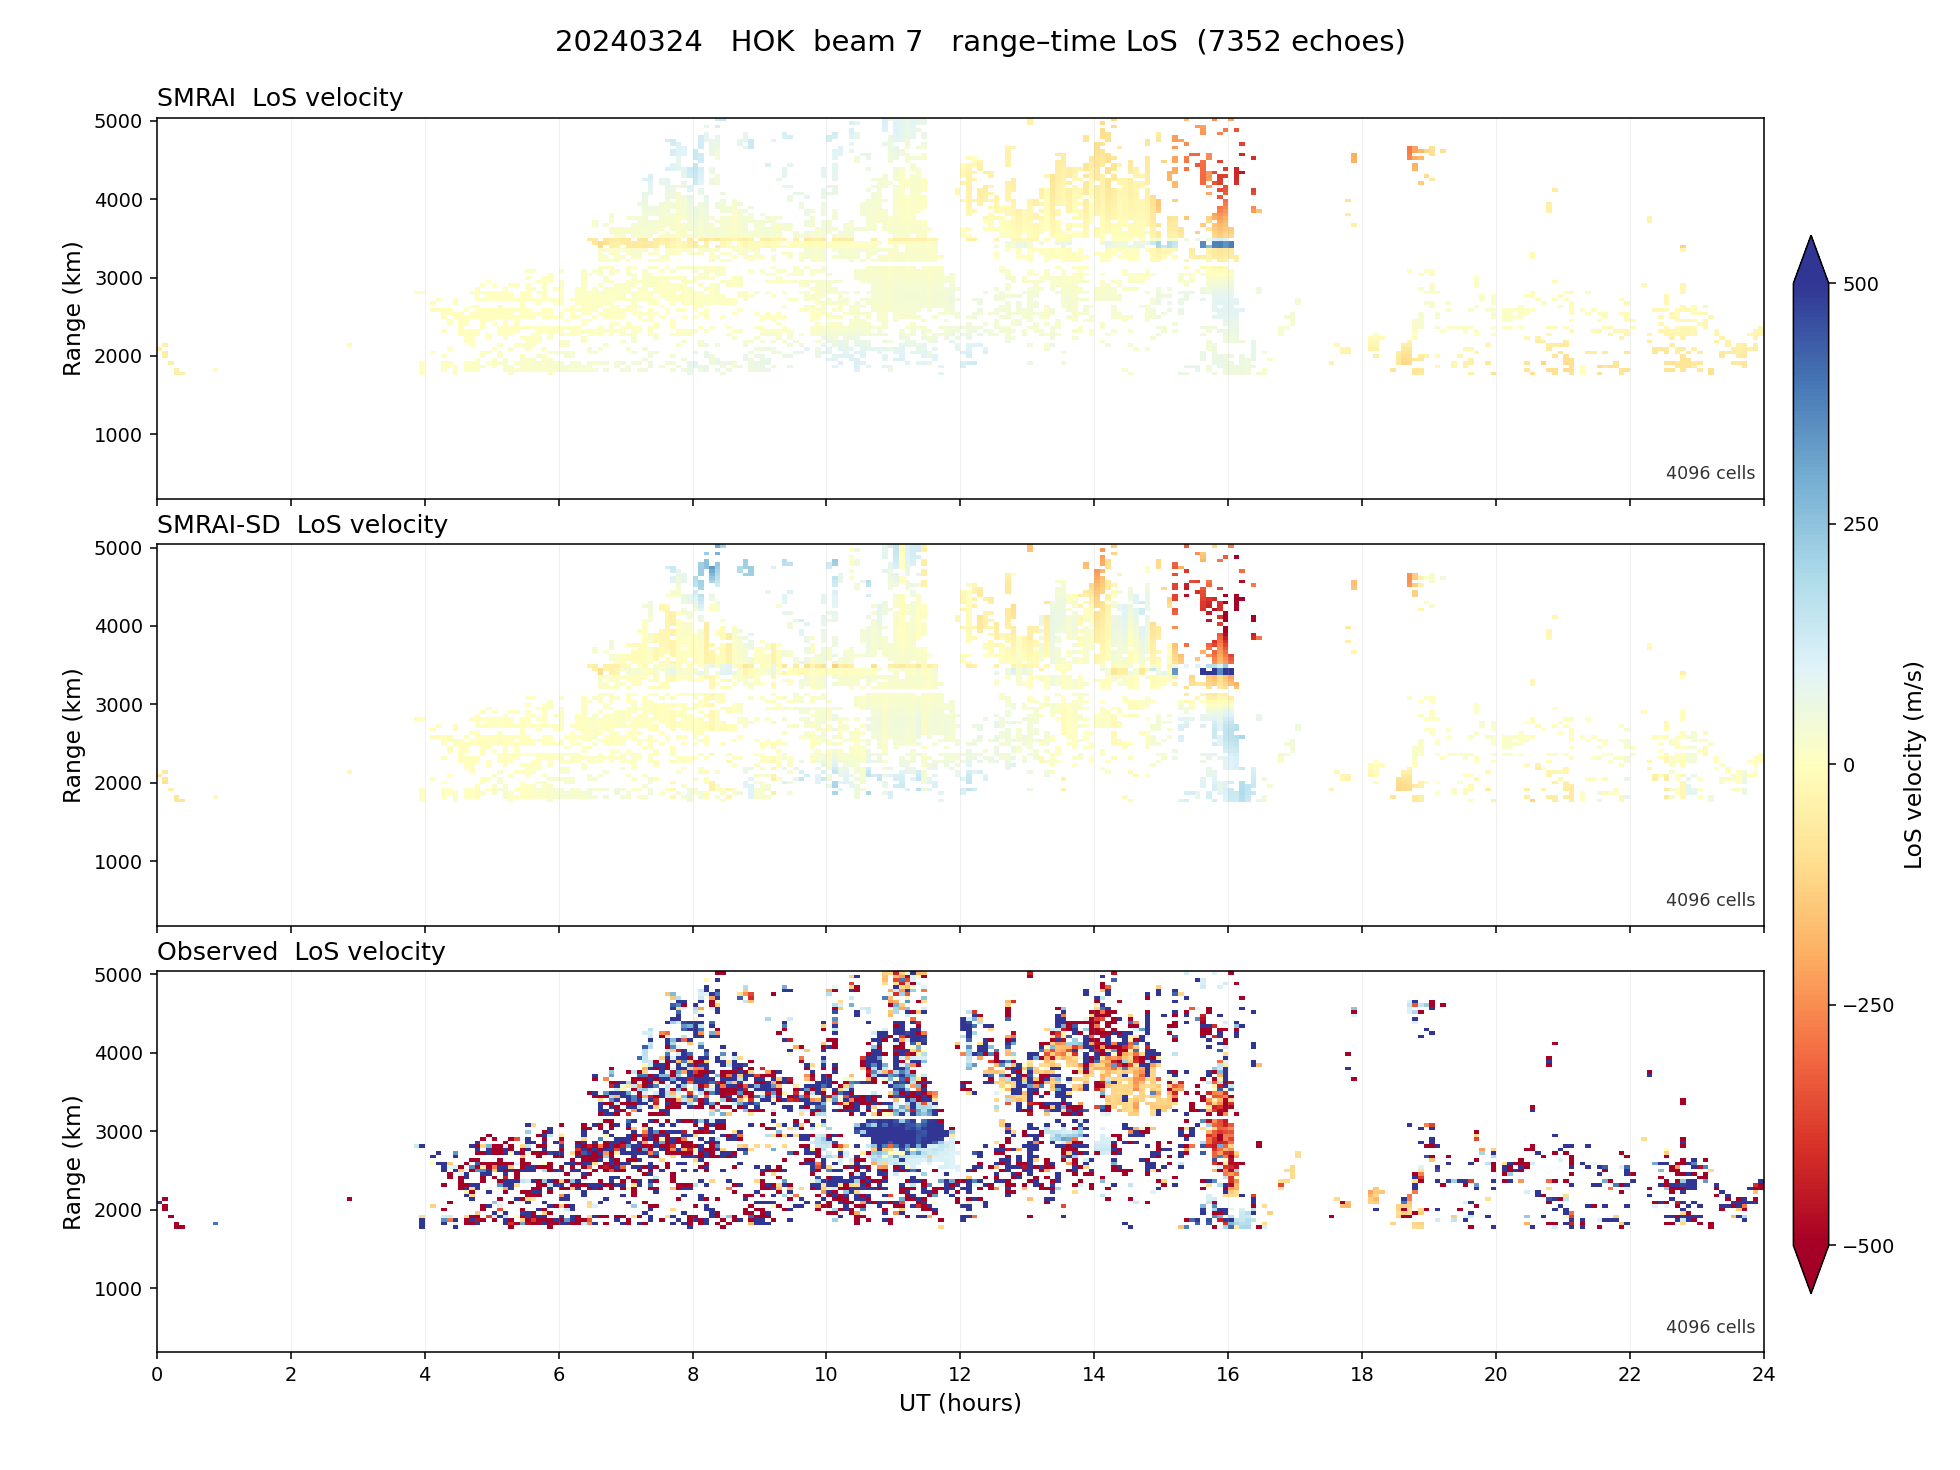 20240324   HOK  beam 7   range–time LoS  (7352 echoes)
SMRAI  LoS velocity
5000
4000
3000
2000
1000
Range (km)
4096 cells
SMRAI-SD  LoS velocity
5000
4000
3000
2000
1000
Range (km)
4096 cells
Observed  LoS velocity
5000
4000
3000
2000
1000
Range (km)
4096 cells
0 2 4 6 8 10 12 14 16 18 20 22 24
UT (hours)
500
250
0
−250
−500
LoS velocity (m/s)